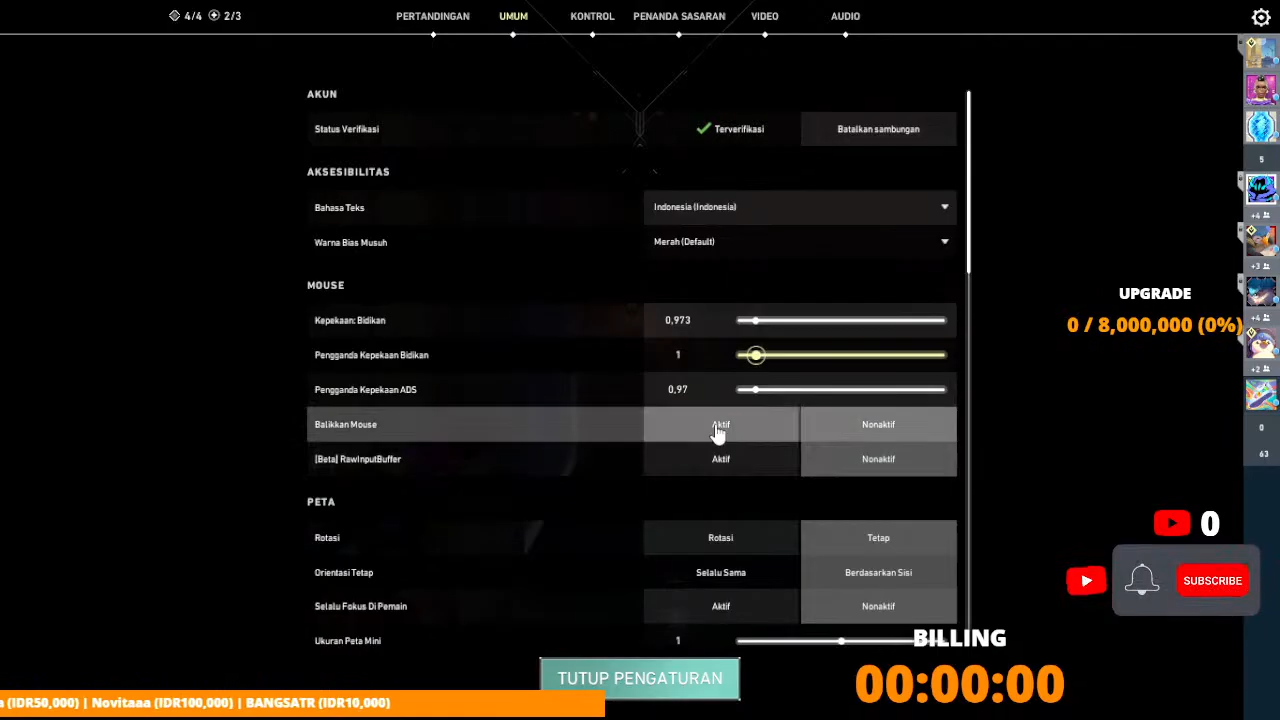 4/4 2/3
PERTANDINGAN UMUM KONTROL PENANDA SASARAN VIDEO AUDIO
AKUN
Status Verifikasi Terverifikasi Batalkan sambungan
AKSESIBILITAS
Bahasa Teks Indonesia (Indonesia)
Warna Bias Musuh Merah (Default)
MOUSE
Kepekaan: Bidikan 0,973
Pengganda Kepekaan Bidikan 1
Pengganda Kepekaan ADS 0,97
Balikkan Mouse Aktif Nonaktif
[Beta] RawInputBuffer Aktif Nonaktif
PETA
Rotasi Rotasi Tetap
Orientasi Tetap Selalu Sama Berdasarkan Sisi
Selalu Fokus Di Pemain Aktif Nonaktif
Ukuran Peta Mini 1
TUTUP PENGATURAN
UPGRADE
0 / 8,000,000 (0%)
5
+4
+3
+4
+2
0
63
0
SUBSCRIBE
BILLING
00:00:00
a (IDR50,000) | Novitaaa (IDR100,000) | BANGSATR (IDR10,000)